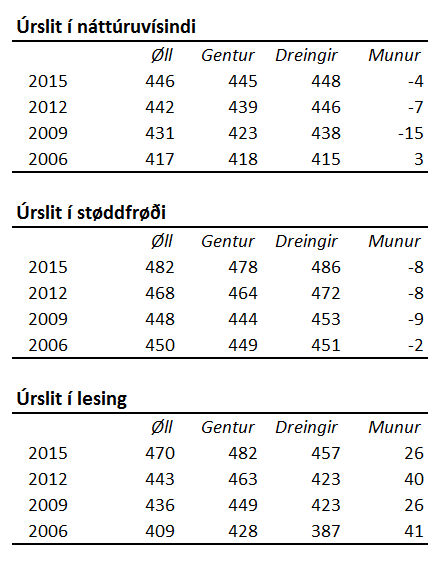 Úrslit í náttúruvísindi
Øll Gentur Dreingir Munur
2015 446 445 448 -4
2012 442 439 446 -7
2009 431 423 438 -15
2006 417 418 415 3
Úrslit í støddfrøði
Øll Gentur Dreingir Munur
2015 482 478 486 -8
2012 468 464 472 -8
2009 448 444 453 -9
2006 450 449 451 -2
Úrslit í lesing
Øll Gentur Dreingir Munur
2015 470 482 457 26
2012 443 463 423 40
2009 436 449 423 26
2006 409 428 387 41